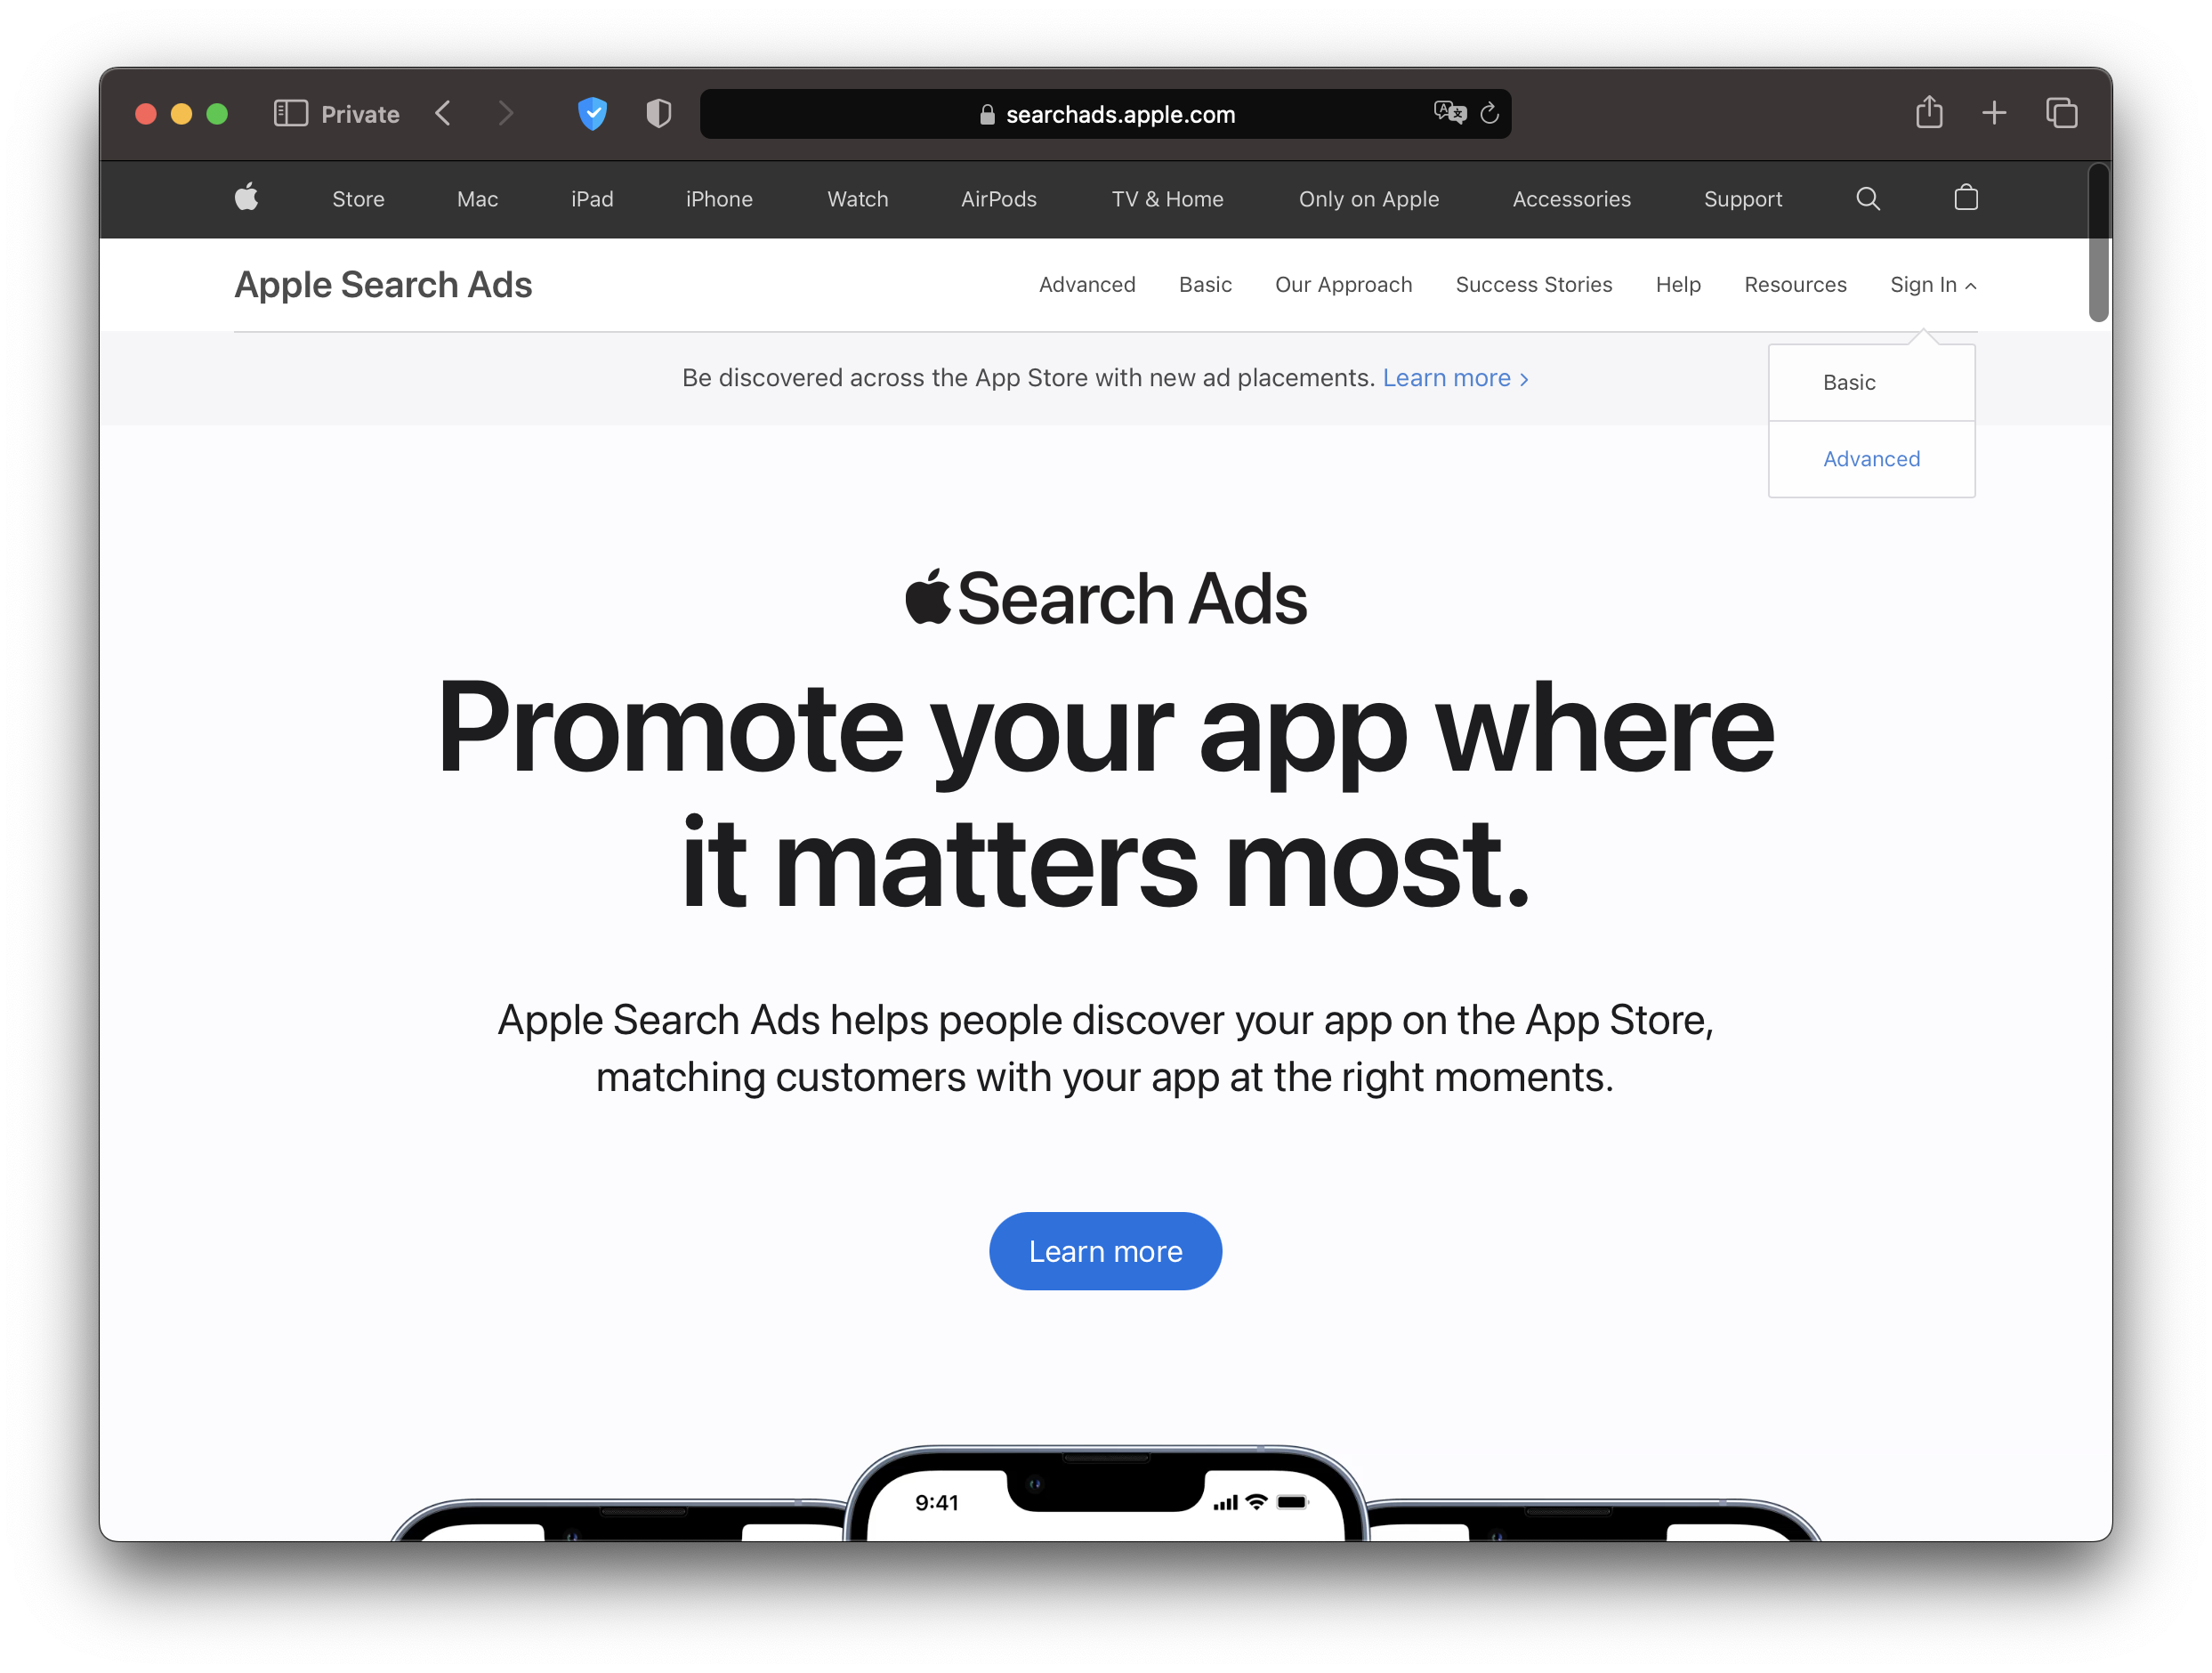 Private
searchads.apple.com
Store Mac iPad iPhone Watch AirPods TV & Home Only on Apple Accessories Support
Apple Search Ads
Advanced Basic Our Approach Success Stories Help Resources Sign In
Be discovered across the App Store with new ad placements. Learn more >
Basic
Advanced
Search Ads
Promote your app where
it matters most.
Apple Search Ads helps people discover your app on the App Store,
matching customers with your app at the right moments.
Learn more
9:41